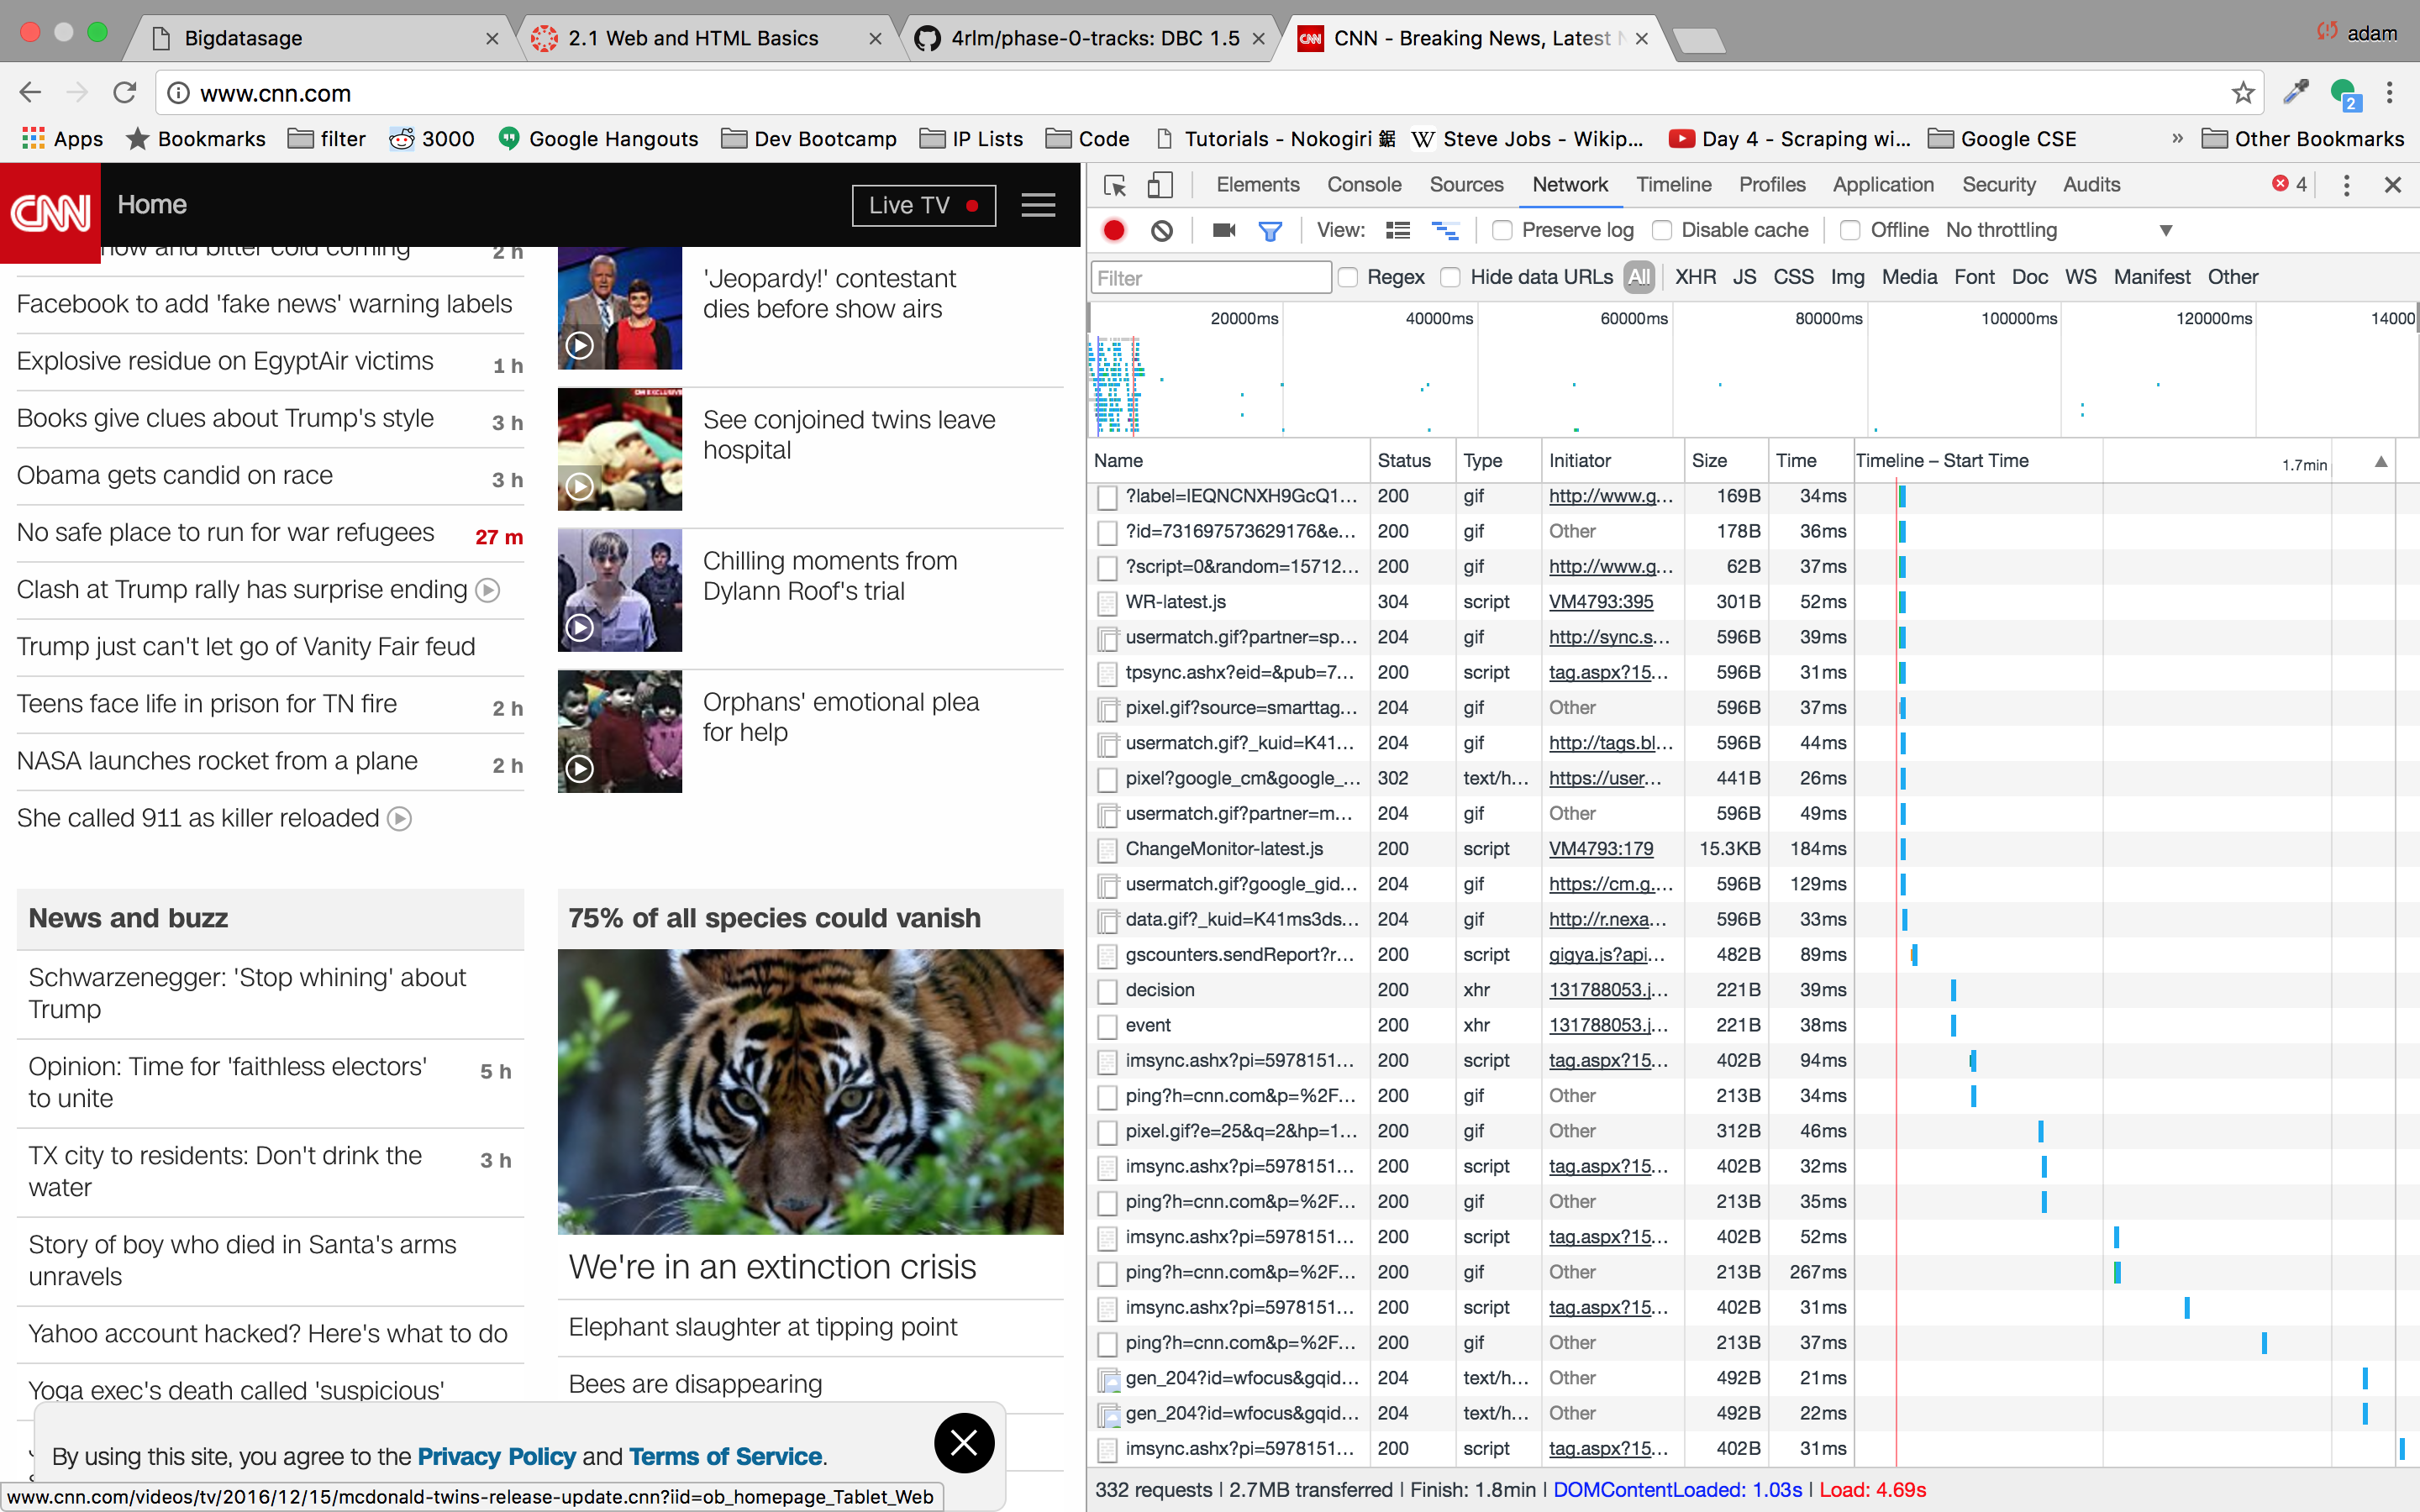 Bigdatasage
2.1 Web and HTML Basics
4rlm/phase-0-tracks: DBC 1.5
CNN - Breaking News, Latest N
adam
www.cnn.com
2
Apps
Bookmarks
filter
3000
Google Hangouts
Dev Bootcamp
IP Lists
Code
Tutorials - Nokogiri 鋸
W Steve Jobs - Wikip...
Day 4 - Scraping wi...
Google CSE
»
Other Bookmarks
CNN
Home
Live TV
now and bitter cold coming 2 h
Facebook to add 'fake news' warning labels
Explosive residue on EgyptAir victims 1 h
Books give clues about Trump's style 3 h
Obama gets candid on race 3 h
No safe place to run for war refugees 27 m
Clash at Trump rally has surprise ending
Trump just can't let go of Vanity Fair feud
Teens face life in prison for TN fire 2 h
NASA launches rocket from a plane 2 h
She called 911 as killer reloaded
'Jeopardy!' contestant
dies before show airs
See conjoined twins leave
hospital
Chilling moments from
Dylann Roof's trial
Orphans' emotional plea
for help
News and buzz
Schwarzenegger: 'Stop whining' about
Trump
Opinion: Time for 'faithless electors' 5 h
to unite
TX city to residents: Don't drink the 3 h
water
Story of boy who died in Santa's arms
unravels
Yahoo account hacked? Here's what to do
Yoga exec's death called 'suspicious'
75% of all species could vanish
We're in an extinction crisis
Elephant slaughter at tipping point
Bees are disappearing
By using this site, you agree to the Privacy Policy and Terms of Service.
www.cnn.com/videos/tv/2016/12/15/mcdonald-twins-release-update.cnn?iid=ob_homepage_Tablet_Web
Elements Console Sources Network Timeline Profiles Application Security Audits 4
View: Preserve log Disable cache Offline No throttling
Filter Regex Hide data URLs All XHR JS CSS Img Media Font Doc WS Manifest Other
20000ms 40000ms 60000ms 80000ms 100000ms 120000ms 14000
Name Status Type Initiator Size Time Timeline – Start Time 1.7min
?label=IEQNCNXH9GcQ1... 200 gif http://www.g... 169B 34ms
?id=731697573629176&e... 200 gif Other 178B 36ms
?script=0&random=15712... 200 gif http://www.g... 62B 37ms
WR-latest.js 304 script VM4793:395 301B 52ms
usermatch.gif?partner=sp... 204 gif http://sync.s... 596B 39ms
tpsync.ashx?eid=&pub=7... 200 script tag.aspx?15... 596B 31ms
pixel.gif?source=smarttag... 204 gif Other 596B 37ms
usermatch.gif?_kuid=K41... 204 gif http://tags.bl... 596B 44ms
pixel?google_cm&google_... 302 text/h... https://user... 441B 26ms
usermatch.gif?partner=m... 204 gif Other 596B 49ms
ChangeMonitor-latest.js 200 script VM4793:179 15.3KB 184ms
usermatch.gif?google_gid... 204 gif https://cm.g... 596B 129ms
data.gif?_kuid=K41ms3ds... 204 gif http://r.nexa... 596B 33ms
gscounters.sendReport?r... 200 script gigya.js?api... 482B 89ms
decision 200 xhr 131788053.j... 221B 39ms
event 200 xhr 131788053.j... 221B 38ms
imsync.ashx?pi=5978151... 200 script tag.aspx?15... 402B 94ms
ping?h=cnn.com&p=%2F... 200 gif Other 213B 34ms
pixel.gif?e=25&q=2&hp=1... 200 gif Other 312B 46ms
imsync.ashx?pi=5978151... 200 script tag.aspx?15... 402B 32ms
ping?h=cnn.com&p=%2F... 200 gif Other 213B 35ms
imsync.ashx?pi=5978151... 200 script tag.aspx?15... 402B 52ms
ping?h=cnn.com&p=%2F... 200 gif Other 213B 267ms
imsync.ashx?pi=5978151... 200 script tag.aspx?15... 402B 31ms
ping?h=cnn.com&p=%2F... 200 gif Other 213B 37ms
gen_204?id=wfocus&gqid... 204 text/h... Other 492B 21ms
gen_204?id=wfocus&gqid... 204 text/h... Other 492B 22ms
imsync.ashx?pi=5978151... 200 script tag.aspx?15... 402B 31ms
332 requests | 2.7MB transferred | Finish: 1.8min | DOMContentLoaded: 1.03s | Load: 4.69s